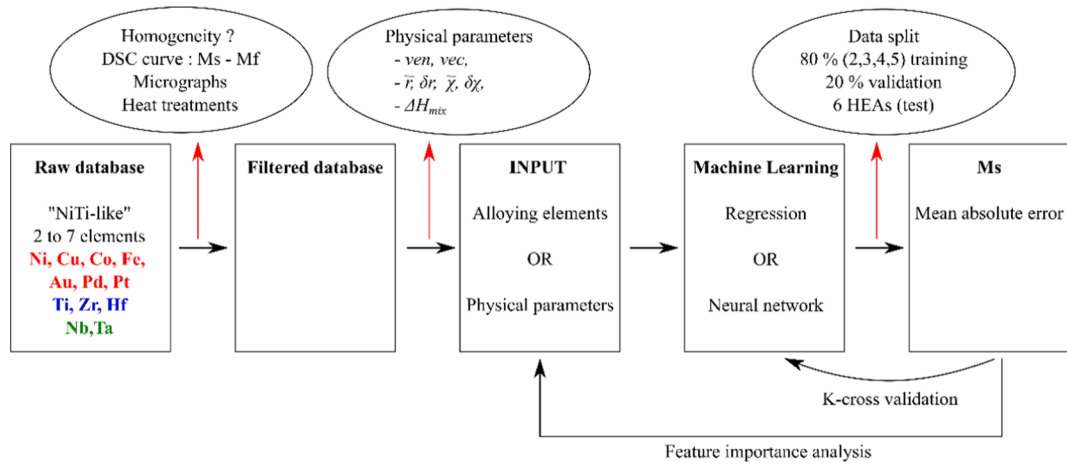 Homogeneity ?
DSC curve : Ms - Mf
Micrographs
Heat treatments
Physical parameters
- ven, vec,
- r̅, δr, χ̅, δχ,
- ΔHmix
Data split
80 % (2,3,4,5) training
20 % validation
6 HEAs (test)
Raw database
"NiTi-like"
2 to 7 elements
Ni, Cu, Co, Fe,
Au, Pd, Pt
Ti, Zr, Hf
Nb,Ta
Filtered database
INPUT
Alloying elements
OR
Physical parameters
Machine Learning
Regression
OR
Neural network
Ms
Mean absolute error
K-cross validation
Feature importance analysis